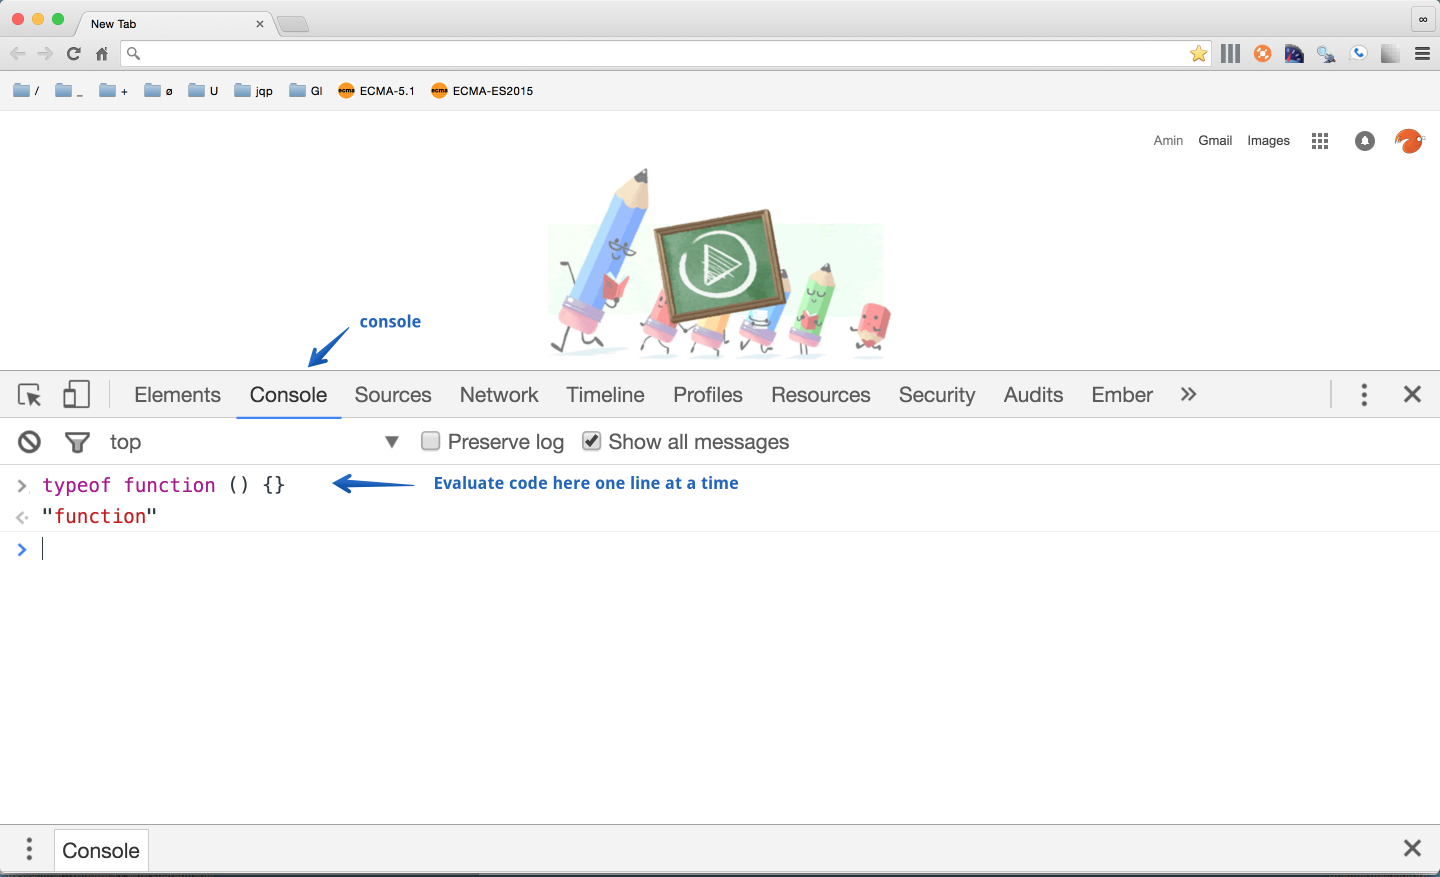 New Tab
/ _ + ø U jqp GI ECMA-5.1 ECMA-ES2015
Amin Gmail Images
console
Elements Console Sources Network Timeline Profiles Resources Security Audits Ember
top Preserve log Show all messages
typeof function () {} Evaluate code here one line at a time
"function"
Console